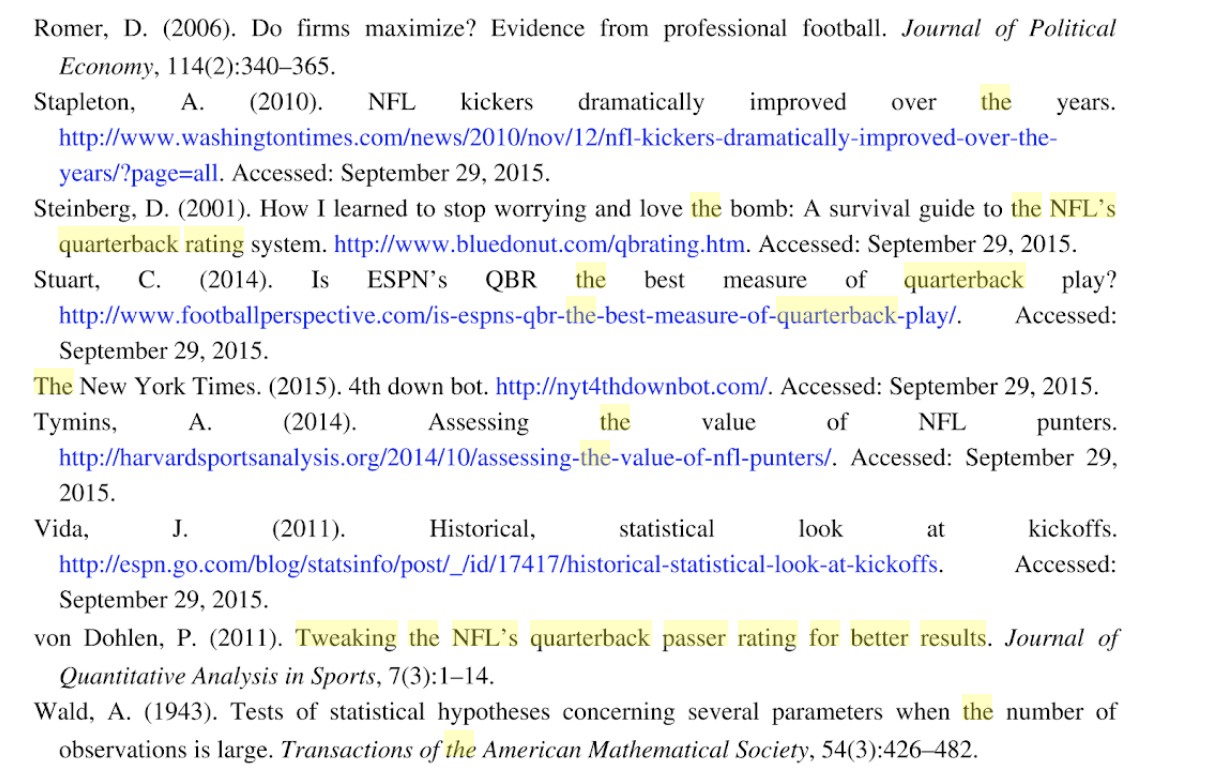 Romer, D. (2006). Do firms maximize? Evidence from professional football. Journal of Political
Economy, 114(2):340–365.
Stapleton, A. (2010). NFL kickers dramatically improved over the years.
http://www.washingtontimes.com/news/2010/nov/12/nfl-kickers-dramatically-improved-over-the-
years/?page=all. Accessed: September 29, 2015.
Steinberg, D. (2001). How I learned to stop worrying and love the bomb: A survival guide to the NFL’s
quarterback rating system. http://www.bluedonut.com/qbrating.htm. Accessed: September 29, 2015.
Stuart, C. (2014). Is ESPN’s QBR the best measure of quarterback play?
http://www.footballperspective.com/is-espns-qbr-the-best-measure-of-quarterback-play/. Accessed:
September 29, 2015.
The New York Times. (2015). 4th down bot. http://nyt4thdownbot.com/. Accessed: September 29, 2015.
Tymins, A. (2014). Assessing the value of NFL punters.
http://harvardsportsanalysis.org/2014/10/assessing-the-value-of-nfl-punters/. Accessed: September 29,
2015.
Vida, J. (2011). Historical, statistical look at kickoffs.
http://espn.go.com/blog/statsinfo/post/_/id/17417/historical-statistical-look-at-kickoffs. Accessed:
September 29, 2015.
von Dohlen, P. (2011). Tweaking the NFL’s quarterback passer rating for better results. Journal of
Quantitative Analysis in Sports, 7(3):1–14.
Wald, A. (1943). Tests of statistical hypotheses concerning several parameters when the number of
observations is large. Transactions of the American Mathematical Society, 54(3):426–482.